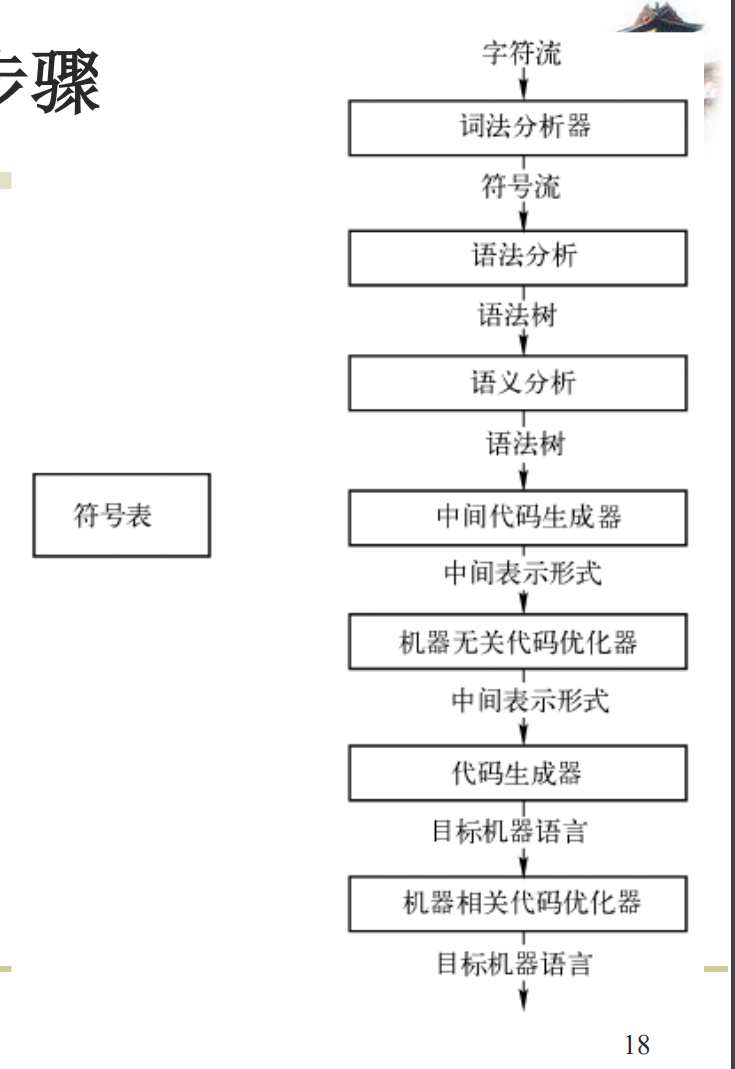 步骤
字符流
词法分析器
符号流
语法分析
语法树
语义分析
语法树
符号表
中间代码生成器
中间表示形式
机器无关代码优化器
中间表示形式
代码生成器
目标机器语言
机器相关代码优化器
目标机器语言
18